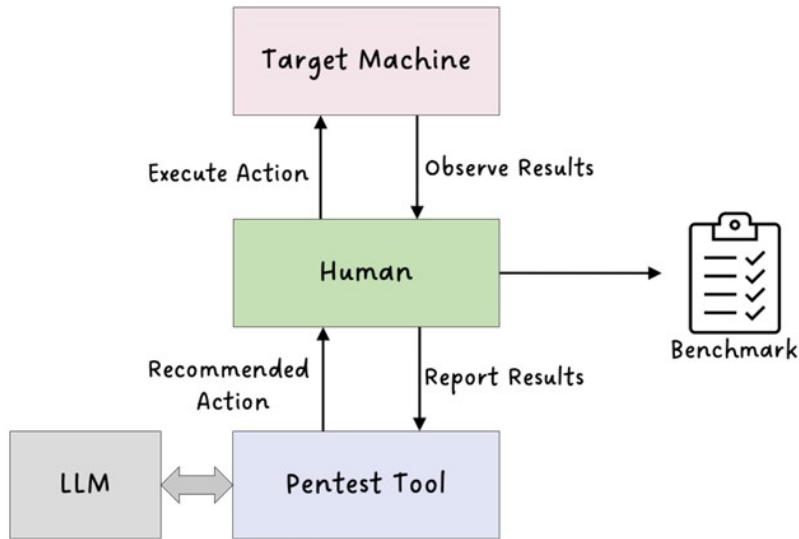 Target Machine
Execute Action
Observe Results
Human
Benchmark
Recommended
Action
Report Results
LLM
Pentest Tool